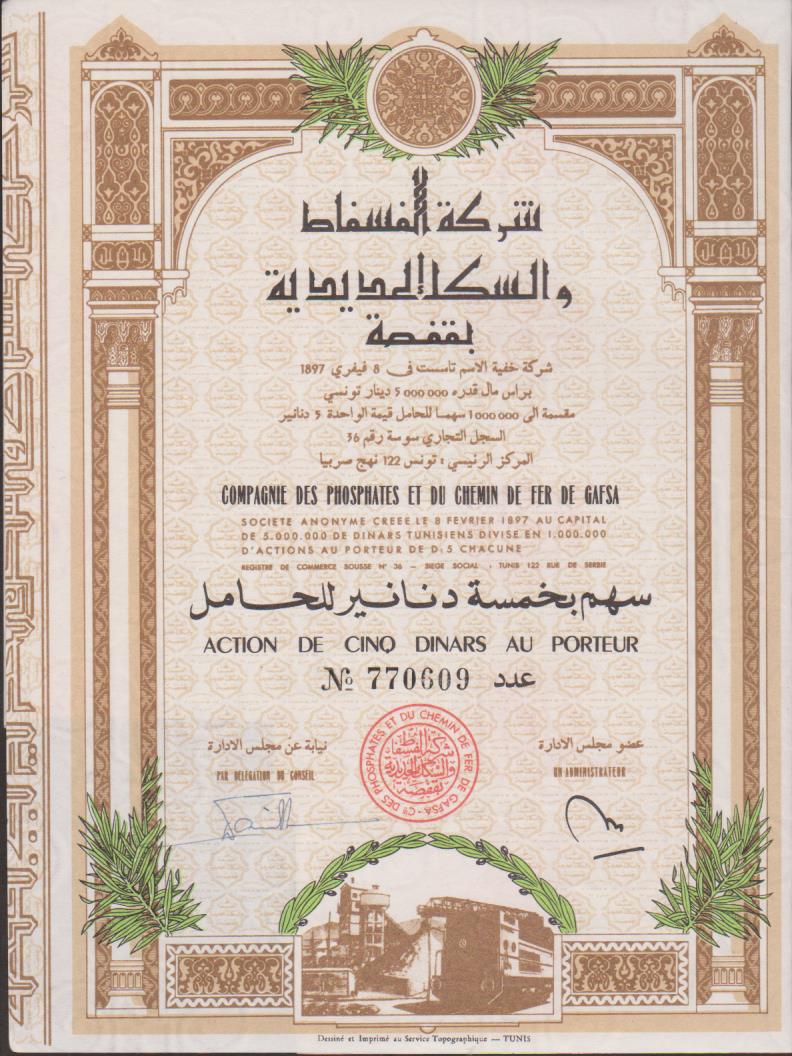 شركة الفسفاط
والسكك الحديدية
بقفصة
شركة خفية الاسم تأسست في 8 فيفري 1897
براس مال قدره 000 000 5 دينار تونسي
مقسمة الى 000 000 1 سهما للحامل قيمة الواحدة 5 دنانير
السجل التجاري سوسة رقم 36
المركز الرئيسي : تونس 122 نهج صربيا
COMPAGNIE DES PHOSPHATES ET DU CHEMIN DE FER DE GAFSA
SOCIETE ANONYME CREEE LE 8 FEVRIER 1897 AU CAPITAL
DE 5.000.000 DE DINARS TUNISIENS DIVISE EN 1.000.000
D'ACTIONS AU PORTEUR DE D: 5 CHACUNE
REGISTRE DE COMMERCE SOUSSE N° 36 — SIEGE SOCIAL : TUNIS 122 RUE DE SERBIE
سهم بخمسة دنانير للحامل
ACTION DE CINQ DINARS AU PORTEUR
№ 770609 عدد
عضو مجلس الادارة
UN ADMINISTRATEUR
نيابة عن مجلس الادارة
PAR DELEGATION DU CONSEIL
Cie DES PHOSPHATES ET DU CHEMIN DE FER DE GAFSA
شركة الفسفاط
والسكك الحديدية
بقفصة
Dessiné et Imprimé au Service Topographique — TUNIS